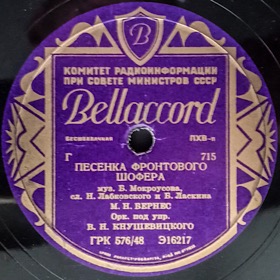 B
КОМИТЕТ РАДИОИНФОРМАЦИИ
ПРИ СОВЕТЕ МИНИСТРОВ СССР
Bellaccord
Бесшиповчная ПХВ-п
Г 715
ПЕСЕНКА ФРОНТОВОГО
ШОФЕРА
муз. Б. Мокроусова,
сл. Н. Лабковского и Б. Ласкина
М. Н. БЕРНЕС
Орк. под упр.
В. Н. КНУШЕВИЦКОГО
ГРК 576/48 Э16217